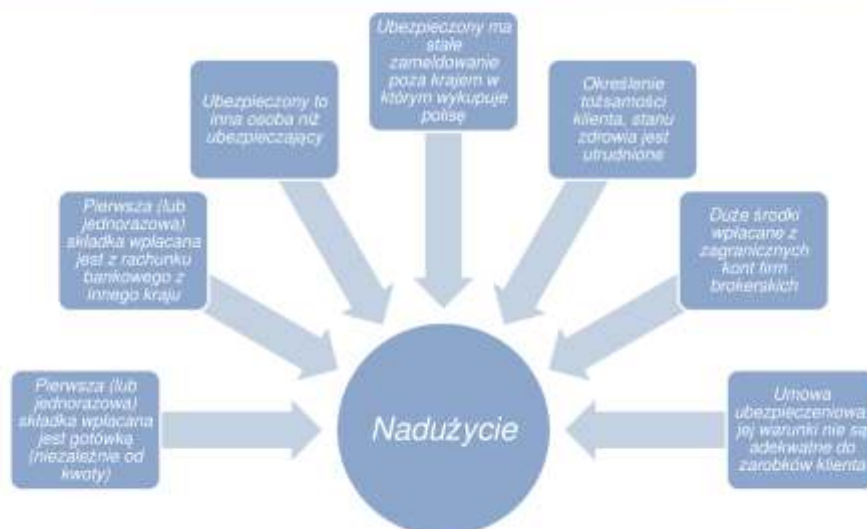 Ubezpieczony ma
stałe
zameldowanie
poza krajem w
którym wykupuje
polisę
Ubezpieczony to
inna osoba niż
ubezpieczający
Określenie
tożsamości
klienta, stanu
zdrowia jest
utrudnione
Pierwsza (lub
jednorazowa)
składka wpłacana
jest z rachunku
bankowego z
innego kraju
Duże środki
wpłacane z
zagranicznych
kont firm
brokerskich
Pierwsza (lub
jednorazowa)
składka wpłacana
jest gotówką
(niezależnie od
kwoty)
Nadużycie
Umowa
ubezpieczeniowa,
jej warunki nie są
adekwatne do
zarobków klienta